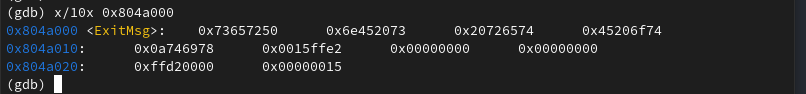 (gdb) x/10x 0x804a000
0x804a000 <ExitMsg>: 0x73657250 0x6e452073 0x20726574 0x45206f74
0x804a010: 0x0a746978 0x0015ffe2 0x00000000 0x00000000
0x804a020: 0xffd20000 0x00000015
(gdb)